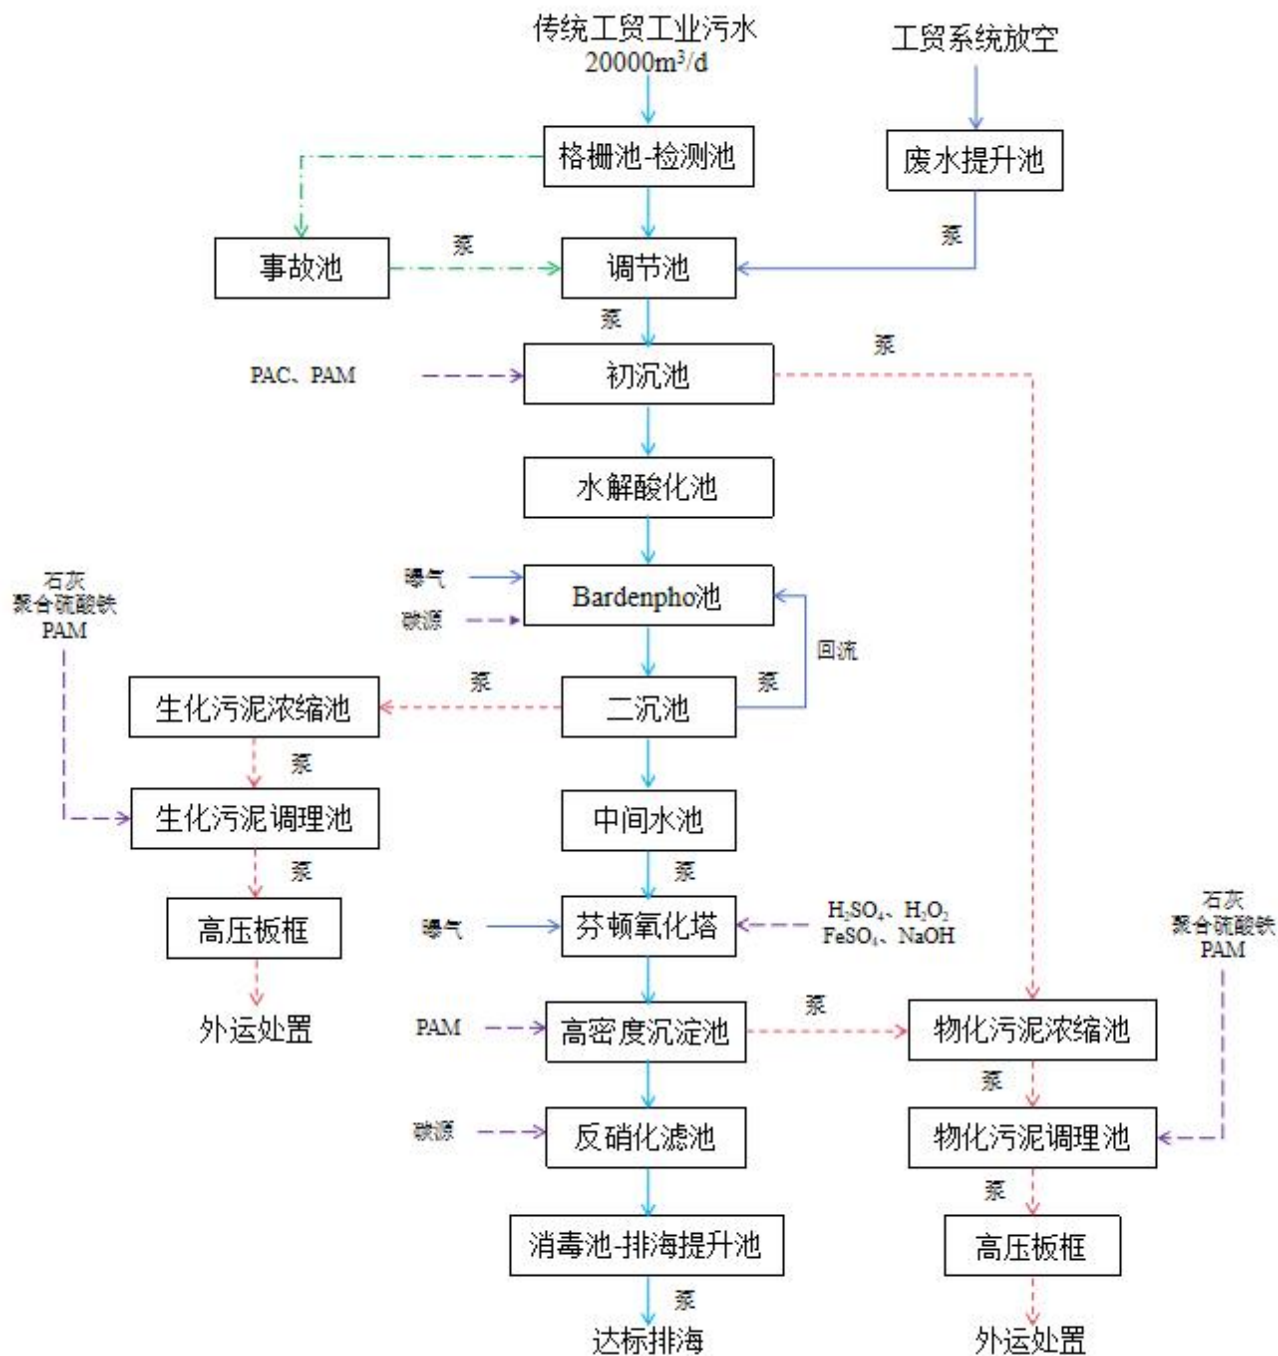 传统工贸工业污水
20000m³/d
工贸系统放空
格栅池-检测池
废水提升池
泵
泵
事故池
调节池
泵
泵
PAC、PAM
初沉池
水解酸化池
石灰
聚合硫酸铁
PAM
曝气
碳源
Bardenpho池
回流
泵
泵
生化污泥浓缩池
二沉池
泵
生化污泥调理池
中间水池
泵
泵
高压板框
曝气
芬顿氧化塔
H₂SO₄、H₂O₂
FeSO₄、NaOH
石灰
聚合硫酸铁
PAM
外运处置
PAM
高密度沉淀池
泵
物化污泥浓缩池
泵
碳源
反硝化滤池
物化污泥调理池
泵
消毒池-排海提升池
高压板框
泵
达标排海
外运处置